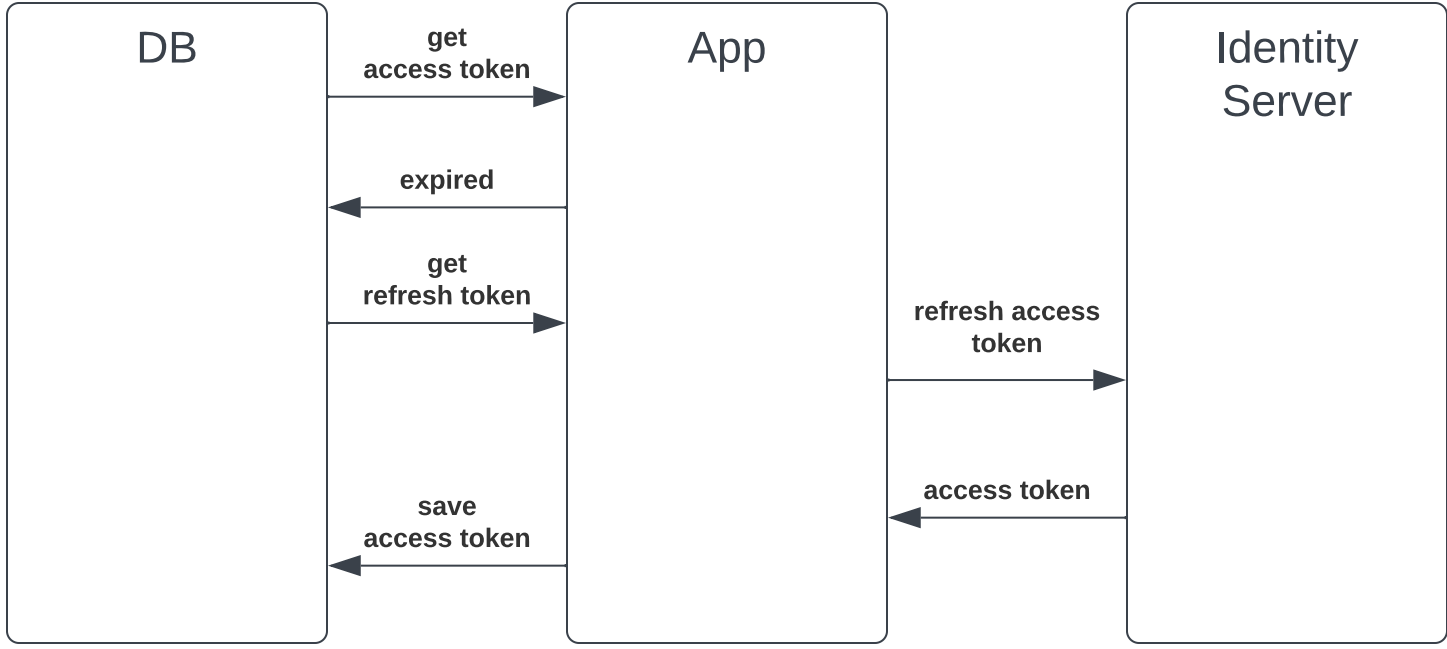 DB
get
access token
App
Identity
Server
expired
get
refresh token
refresh access
token
access token
save
access token